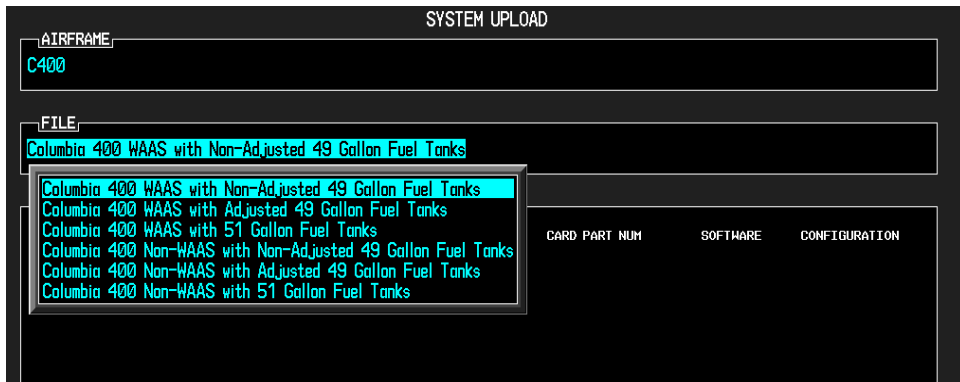 SYSTEM UPLOAD
AIRFRAME
C400
FILE
Columbia 400 WAAS with Non-Adjusted 49 Gallon Fuel Tanks
Columbia 400 WAAS with Non-Adjusted 49 Gallon Fuel Tanks
Columbia 400 WAAS with Adjusted 49 Gallon Fuel Tanks
Columbia 400 WAAS with 51 Gallon Fuel Tanks
Columbia 400 Non-WAAS with Non-Adjusted 49 Gallon Fuel Tanks
Columbia 400 Non-WAAS with Adjusted 49 Gallon Fuel Tanks
Columbia 400 Non-WAAS with 51 Gallon Fuel Tanks
CARD PART NUM SOFTWARE CONFIGURATION